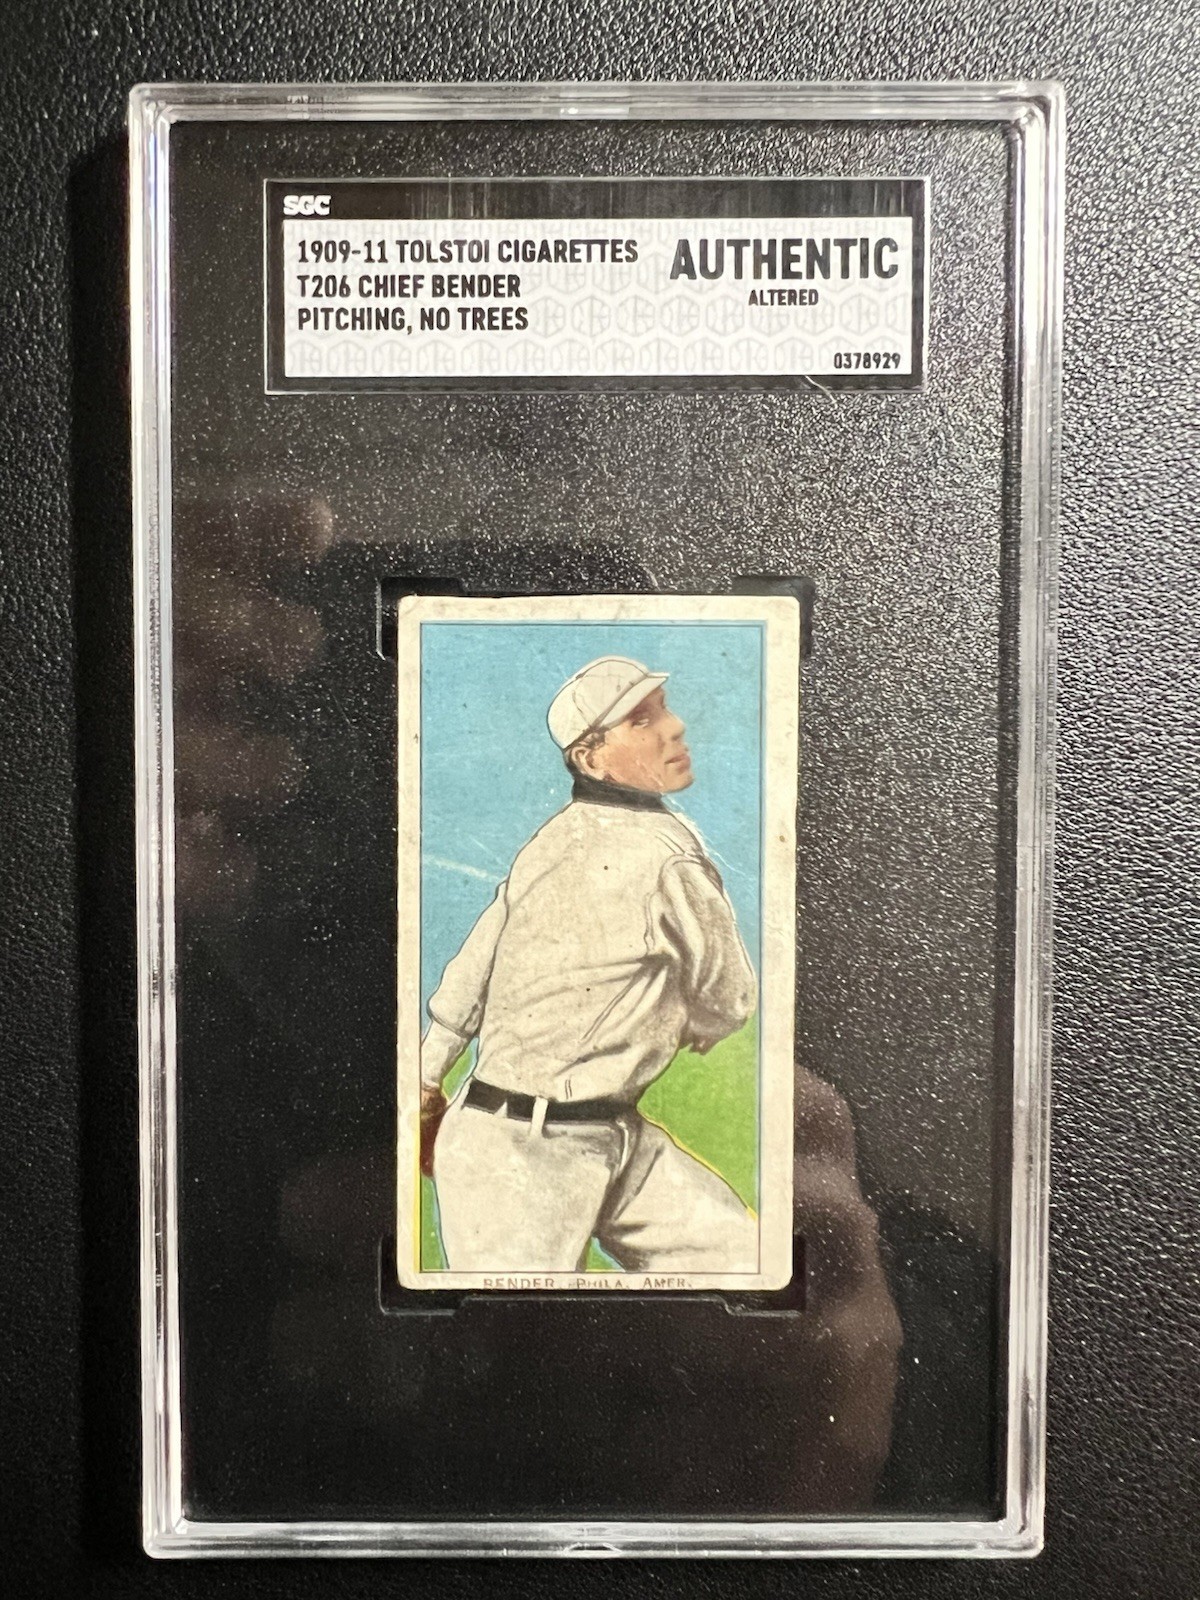 SGC
1909-11 TOLSTOI CIGARETTES
T206 CHIEF BENDER
PITCHING, NO TREES
AUTHENTIC
ALTERED
0378929
BENDER, PHILA. AMER.